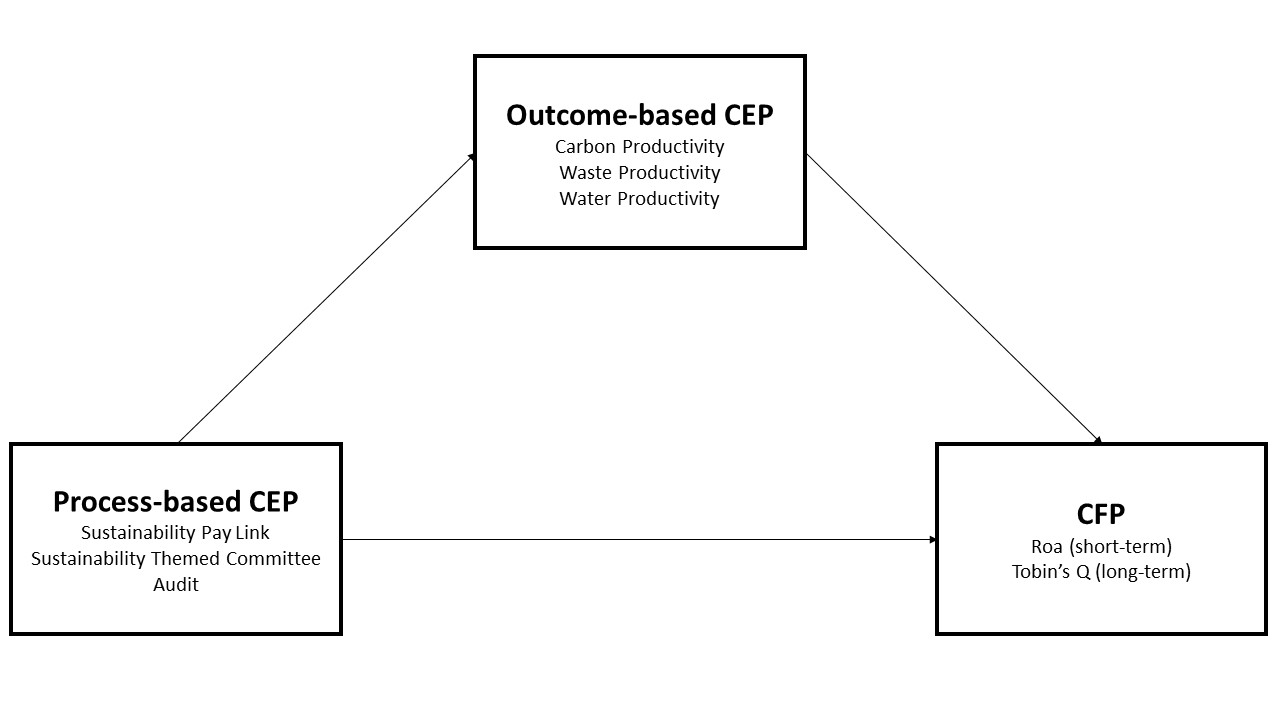 Outcome-based CEP
Carbon Productivity
Waste Productivity
Water Productivity
Process-based CEP
Sustainability Pay Link
Sustainability Themed Committee
Audit
CFP
Roa (short-term)
Tobin’s Q (long-term)